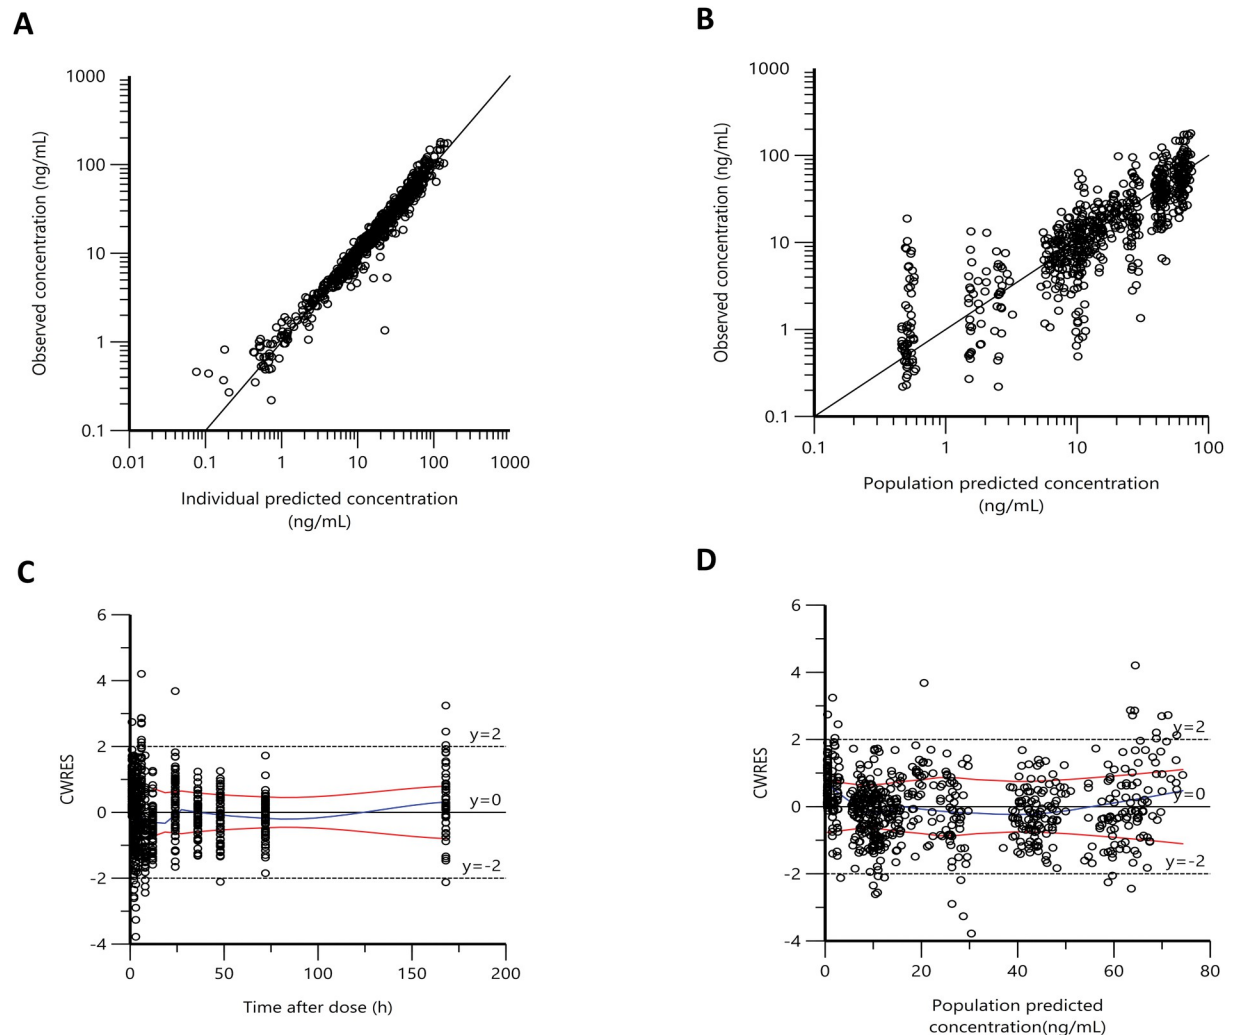 A
1000
100
10
1
0.1
0.01 0.1 1 10 100 1000
Observed concentration (ng/mL)
Individual predicted concentration
(ng/mL)
B
1000
100
10
1
0.1
0.1 1 10 100
Observed concentration (ng/mL)
Population predicted concentration
(ng/mL)
C
6
4
2
0
-2
-4
0 50 100 150 200
CWRES
y=2
y=0
y=-2
Time after dose (h)
D
6
4
2
0
-2
-4
0 20 40 60 80
CWRES
y=2
y=0
y=-2
Population predicted
concentration(ng/mL)